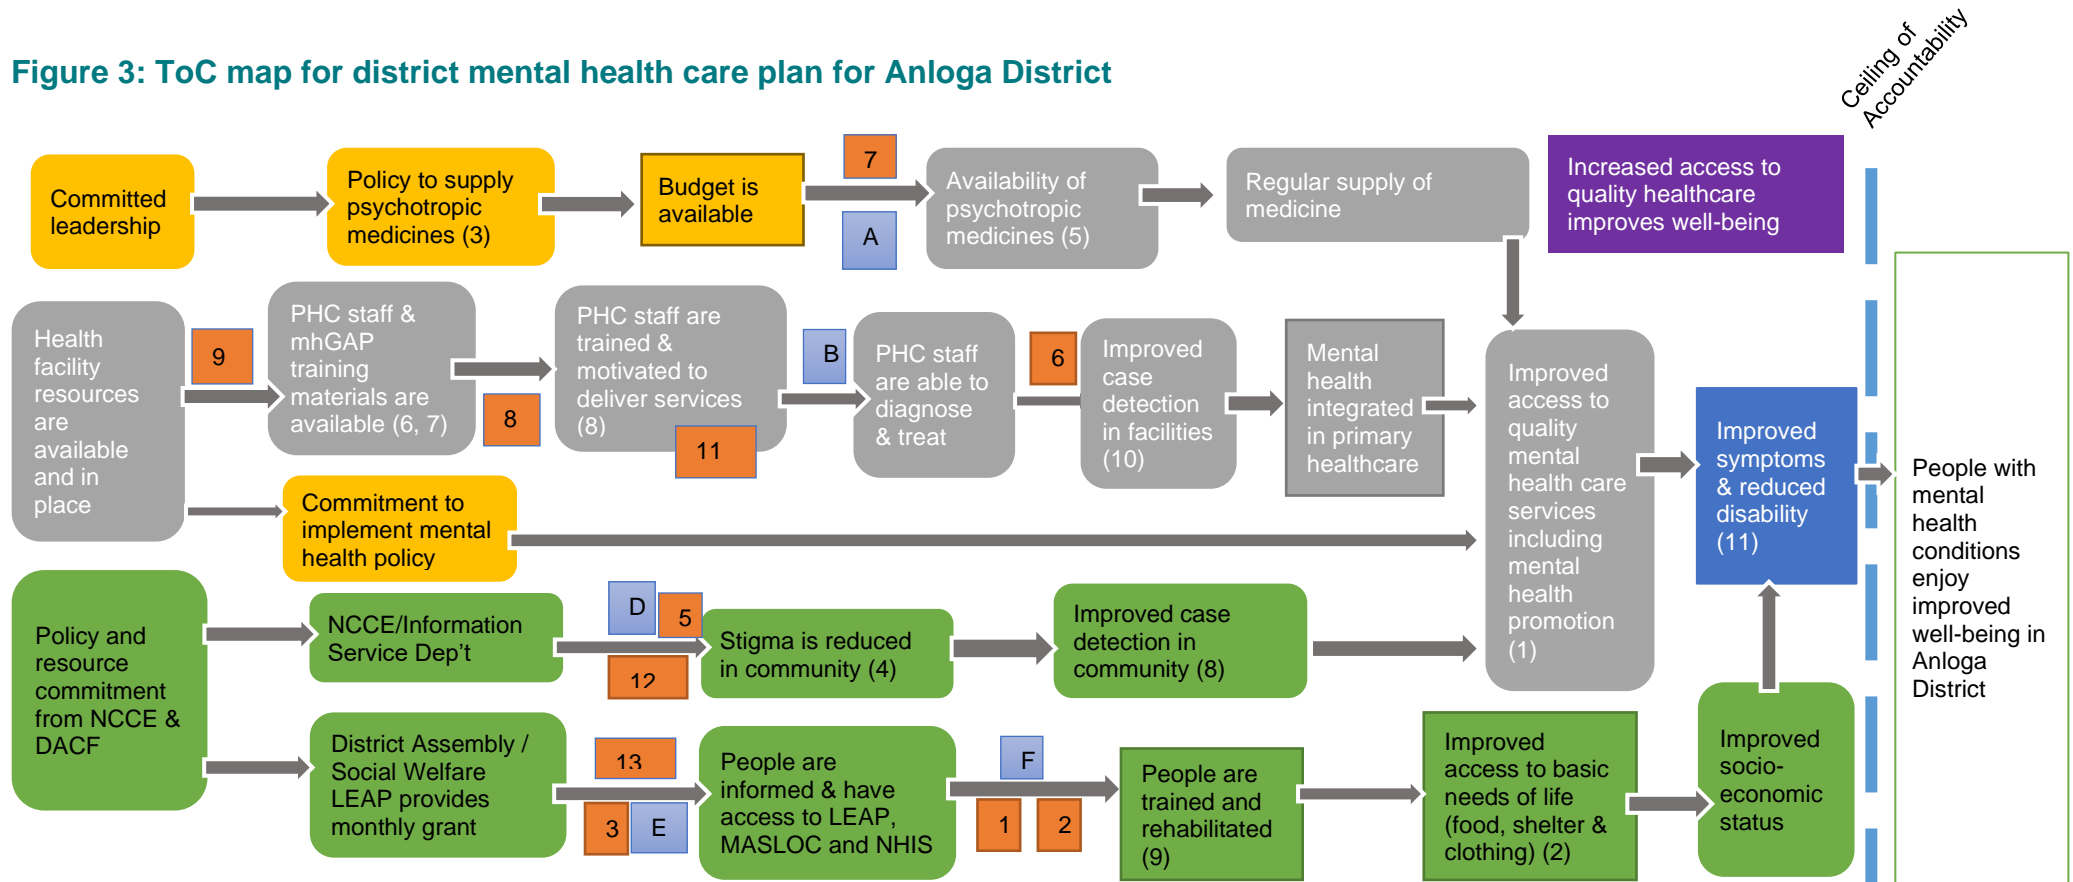 Figure 3: ToC map for district mental health care plan for Anloga District
Ceiling of
Accountability
Committed
leadership
Policy to supply
psychotropic
medicines (3)
Budget is
available
7
A
Availability of
psychotropic
medicines (5)
Regular supply of
medicine
Increased access to
quality healthcare
improves well-being
Health
facility
resources
are
available
and in
place
9
PHC staff &
mhGAP
training
materials are
available (6, 7)
8
PHC staff are
trained &
motivated to
deliver services
(8)
11
B
PHC staff
are able to
diagnose
& treat
6
Improved
case
detection
in facilities
(10)
Mental
health
integrated
in primary
healthcare
Improved
access to
quality
mental
health care
services
including
mental
health
promotion
(1)
Improved
symptoms
& reduced
disability
(11)
People with
mental
health
conditions
enjoy
improved
well-being in
Anloga
District
Commitment to
implement mental
health policy
Policy and
resource
commitment
from NCCE &
DACF
NCCE/Information
Service Dep't
D
5
12
Stigma is reduced
in community (4)
Improved case
detection in
community (8)
District Assembly /
Social Welfare
LEAP provides
monthly grant
13
3
E
People are
informed & have
access to LEAP,
MASLOC and NHIS
F
1
2
People are
trained and
rehabilitated
(9)
Improved
access to basic
needs of life
(food, shelter &
clothing) (2)
Improved
socio-
economic
status